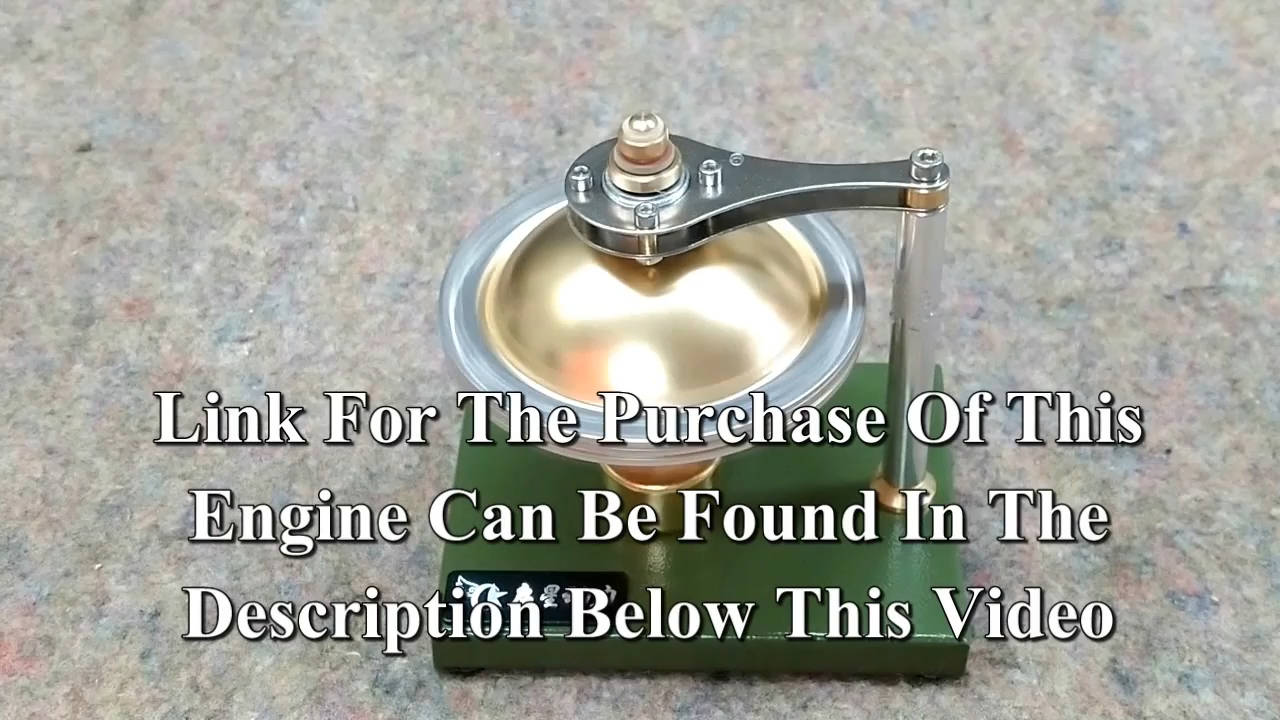 Link For The Purchase Of This
Engine Can Be Found In The
Description Below This Video